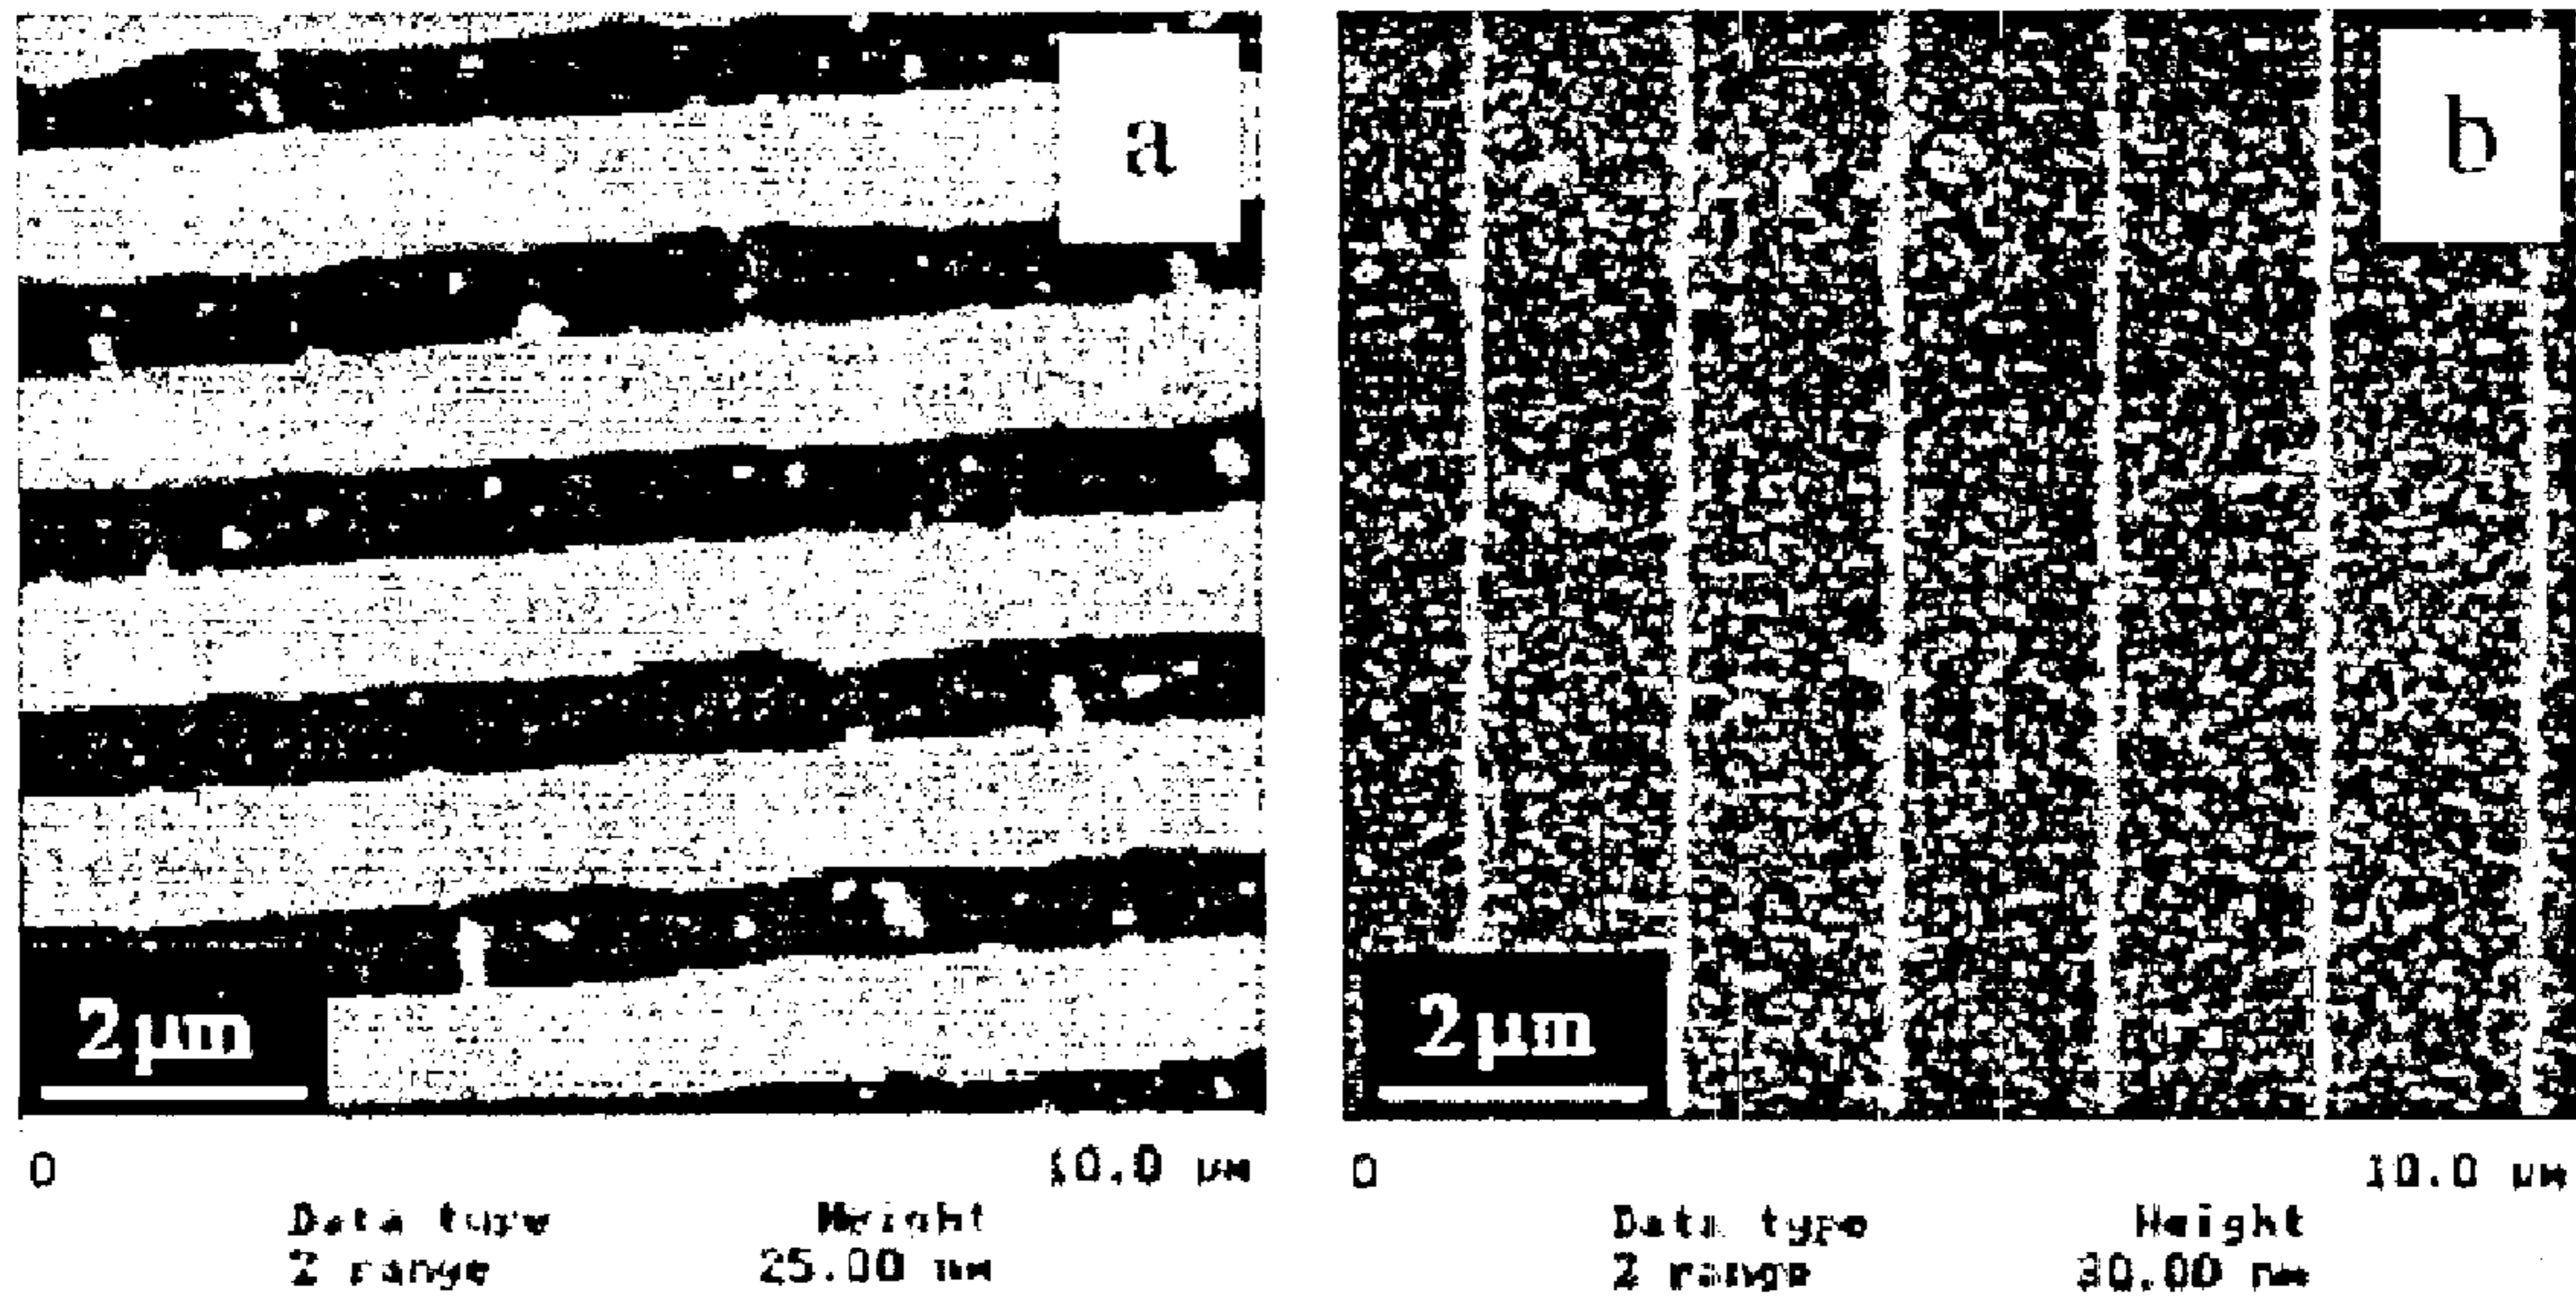 a
b
2 μm
2 μm
0
10.0 μm
0
10.0 μm
Data type Height
Z range 25.00 nm
Data type Height
Z range 30.00 nm